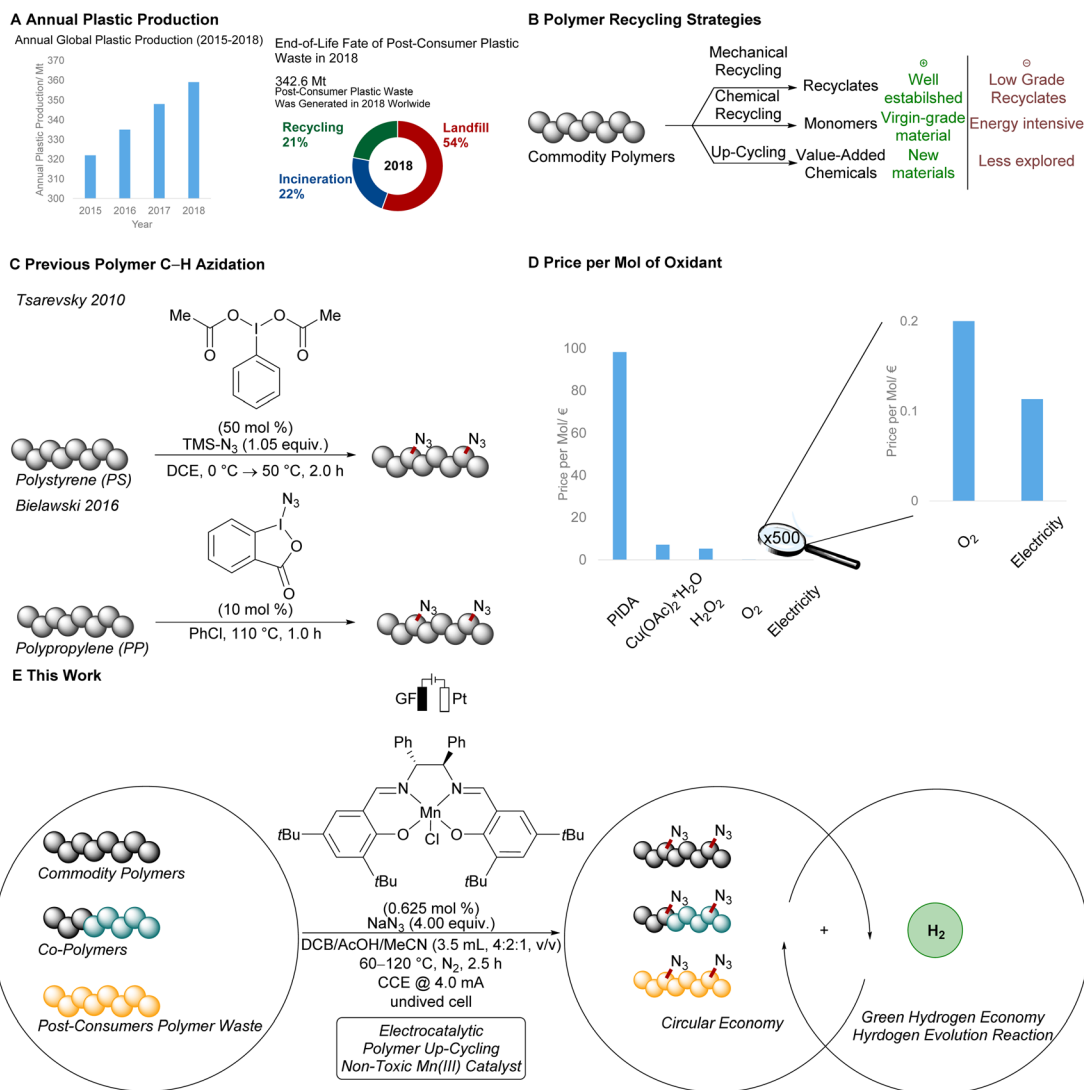 A Annual Plastic Production
Annual Global Plastic Production (2015-2018)
Annual Plastic Production/ Mt
370
360
350
340
330
320
310
300
2015 2016 2017 2018
Year
End-of-Life Fate of Post-Consumer Plastic
Waste in 2018
342.6 Mt
Post-Consumer Plastic Waste
Was Generated in 2018 Worlwide
Recycling
21%
Landfill
54%
2018
Incineration
22%
B Polymer Recycling Strategies
Commodity Polymers
Mechanical
Recycling
Chemical
Recycling
Up-Cycling
Recyclates
Monomers
Value-Added
Chemicals
⊕
Well
estabilshed
Virgin-grade
material
New
materials
⊖
Low Grade
Recyclates
Energy intensive
Less explored
C Previous Polymer C–H Azidation
Tsarevsky 2010
Me O I O Me
O O
(50 mol %)
TMS-N₃ (1.05 equiv.)
DCE, 0 °C → 50 °C, 2.0 h
Polystyrene (PS)
N₃ N₃
Bielawski 2016
N₃
I
O
O
(10 mol %)
PhCl, 110 °C, 1.0 h
Polypropylene (PP)
N₃ N₃
D Price per Mol of Oxidant
Price per Mol/ €
100
80
60
40
20
0
PIDA
Cu(OAc)₂*H₂O
H₂O₂
O₂
Electricity
x500
Price per Mol/ €
0.2
0.1
0
O₂
Electricity
E This Work
GF Pt
Ph Ph
N N
Mn
O O
Cl
tBu tBu
tBu tBu
(0.625 mol %)
NaN₃ (4.00 equiv.)
DCB/AcOH/MeCN (3.5 mL, 4:2:1, v/v)
60–120 °C, N₂, 2.5 h
CCE @ 4.0 mA
undived cell
Electrocatalytic
Polymer Up-Cycling
Non-Toxic Mn(III) Catalyst
Commodity Polymers
Co-Polymers
Post-Consumers Polymer Waste
N₃ N₃
N₃ N₃
N₃ N₃
Circular Economy
+
H₂
Green Hydrogen Economy
Hyrdogen Evolution Reaction